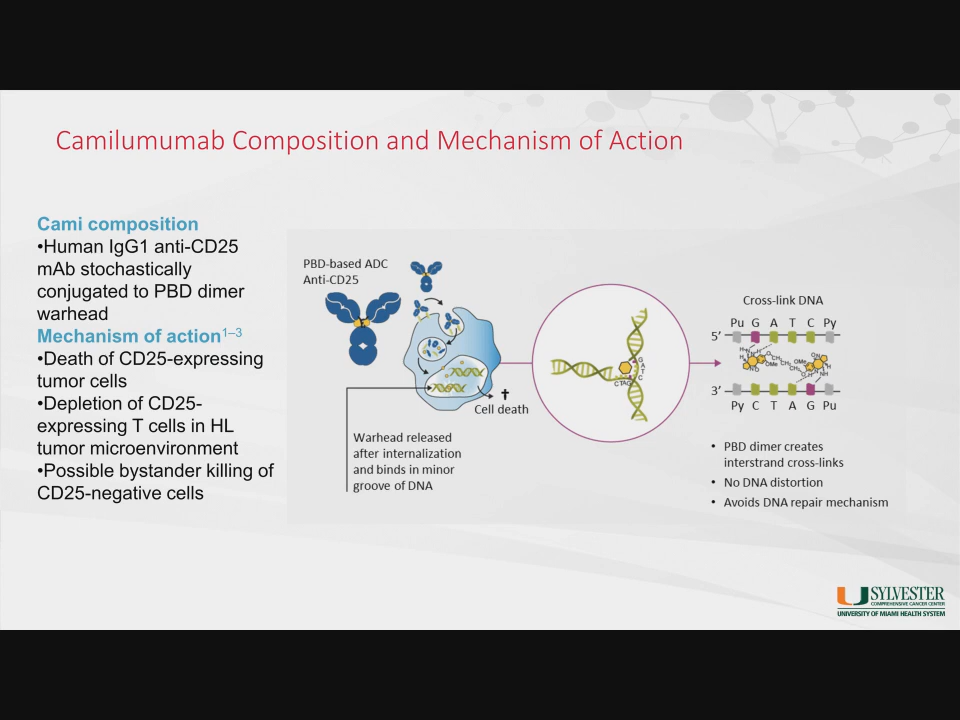 Camilumumab Composition and Mechanism of Action
Cami composition
•Human IgG1 anti-CD25
mAb stochastically
conjugated to PBD dimer
warhead
Mechanism of action1–3
•Death of CD25-expressing
tumor cells
•Depletion of CD25-
expressing T cells in HL
tumor microenvironment
•Possible bystander killing of
CD25-negative cells
PBD-based ADC
Anti-CD25
Cell death
Warhead released
after internalization
and binds in minor
groove of DNA
GATC
CTAG
Cross-link DNA
Pu G A T C Py
5’
3’
Py C T A G Pu
• PBD dimer creates
interstrand cross-links
• No DNA distortion
• Avoids DNA repair mechanism
SYLVESTER
COMPREHENSIVE CANCER CENTER
UNIVERSITY OF MIAMI HEALTH SYSTEM